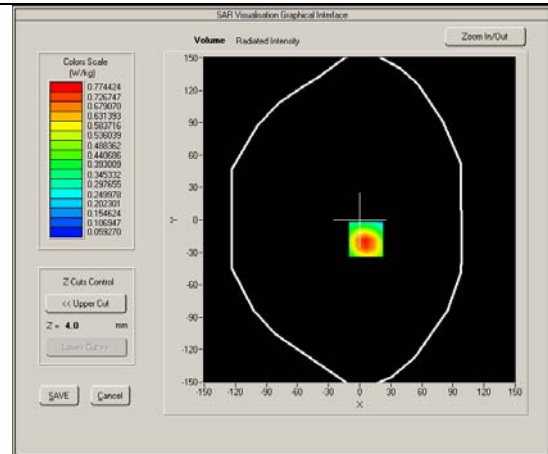 SAR Visualisation Graphical Interface
Volume Radiated Intensity
Zoom In/Out
Colors Scale
(W/kg)
0.774424
0.726747
0.679070
0.631393
0.583716
0.536039
0.488362
0.440686
0.393009
0.345332
0.297655
0.249978
0.202301
0.154624
0.106947
0.059270
Z Cuts Control
<< Upper Cut
Z = 4.0 mm
Lower Cut >>
SAVE
Cancel
150
120
90
60
30
0
-30
-60
-90
-120
-150
Y
-150 -120 -90 -60 -30 0 30 60 90 120 150
X